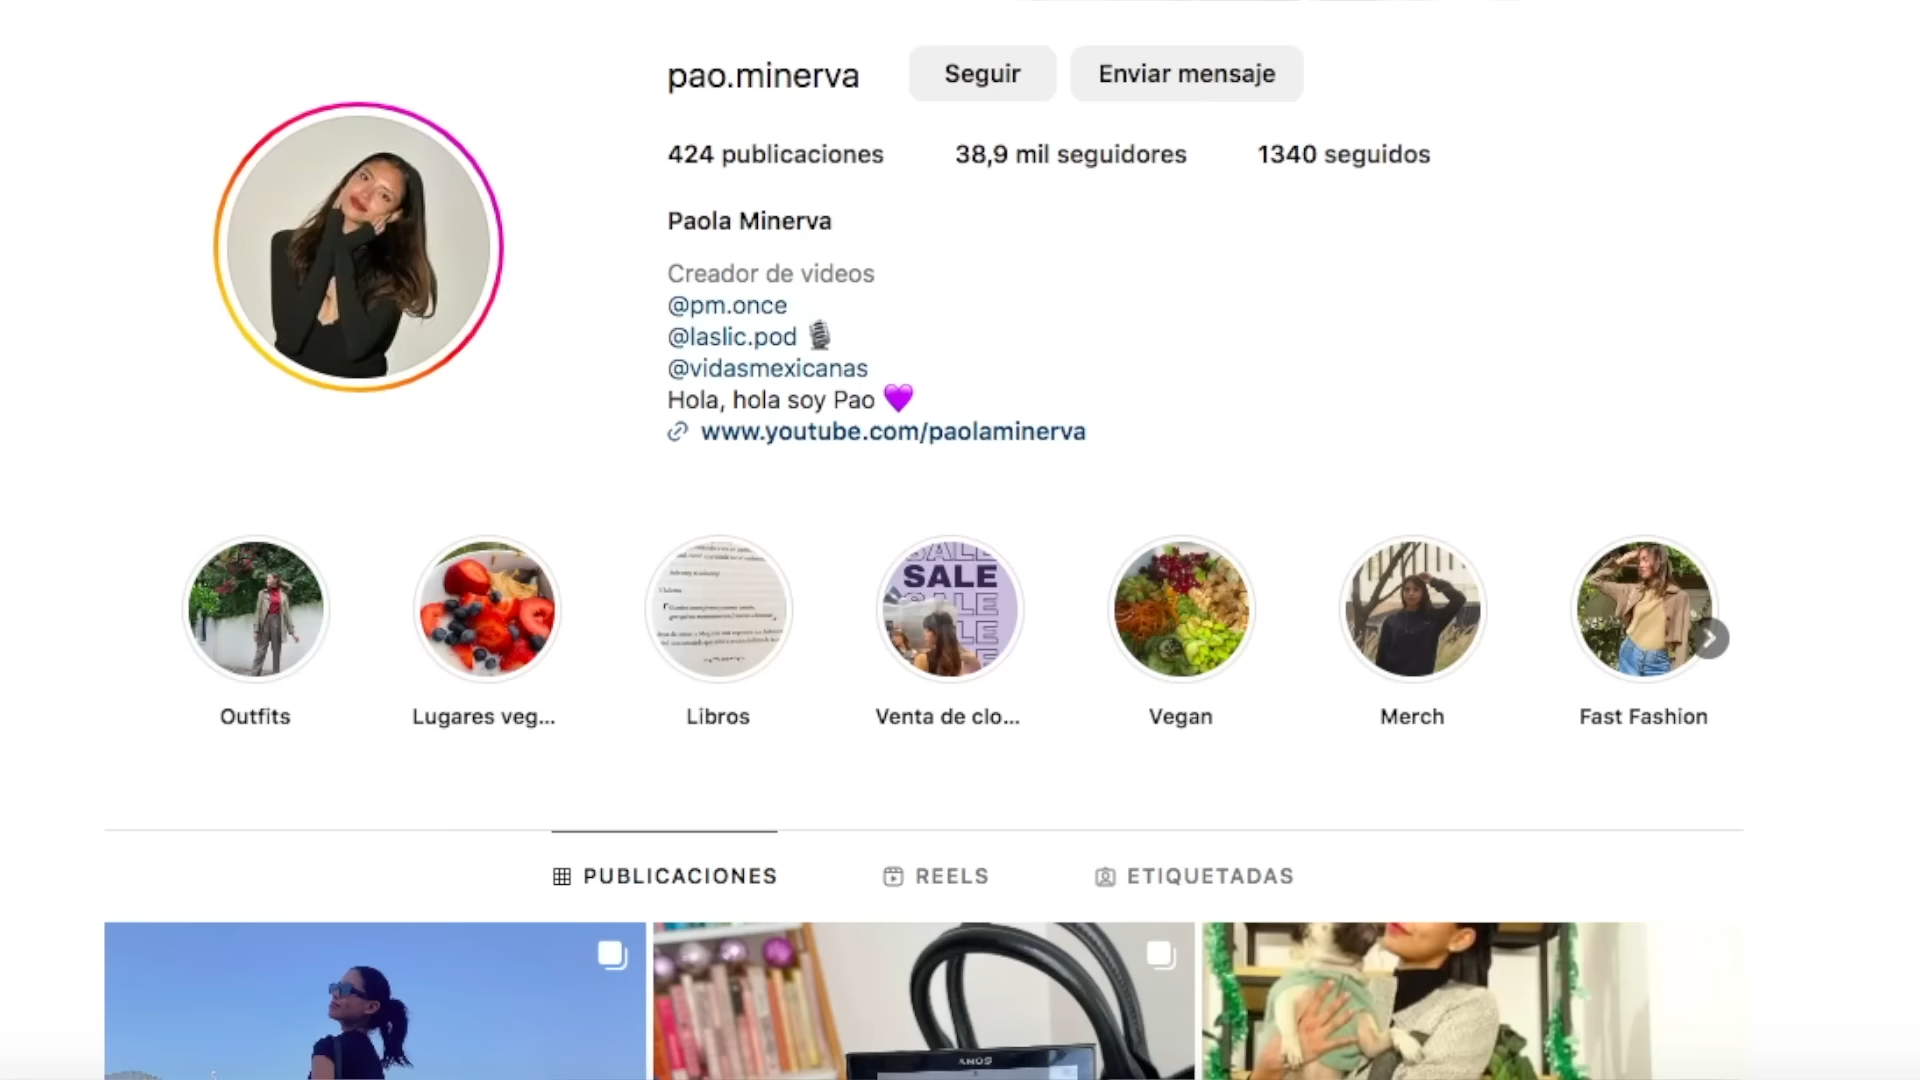 pao.minerva Seguir Enviar mensaje
424 publicaciones 38,9 mil seguidores 1340 seguidos
Paola Minerva
Creador de videos
@pm.once
@laslic.pod
@vidasmexicanas
Hola, hola soy Pao 💜
www.youtube.com/paolaminerva
SALE
SALE
SALE
Outfits Lugares veg... Libros Venta de clo... Vegan Merch Fast Fashion
PUBLICACIONES REELS ETIQUETADAS